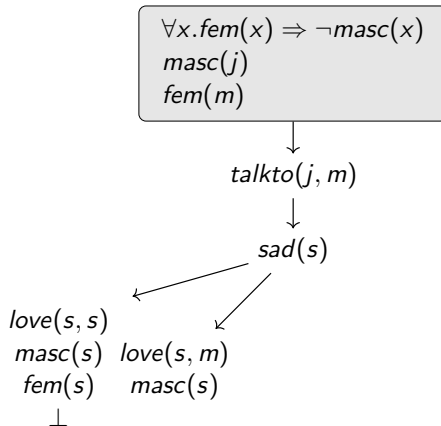 ∀x.fem(x) ⇒ ¬masc(x)
masc(j)
fem(m)
talkto(j, m)
sad(s)
love(s, s)
masc(s) love(s, m)
fem(s) masc(s)
⊥